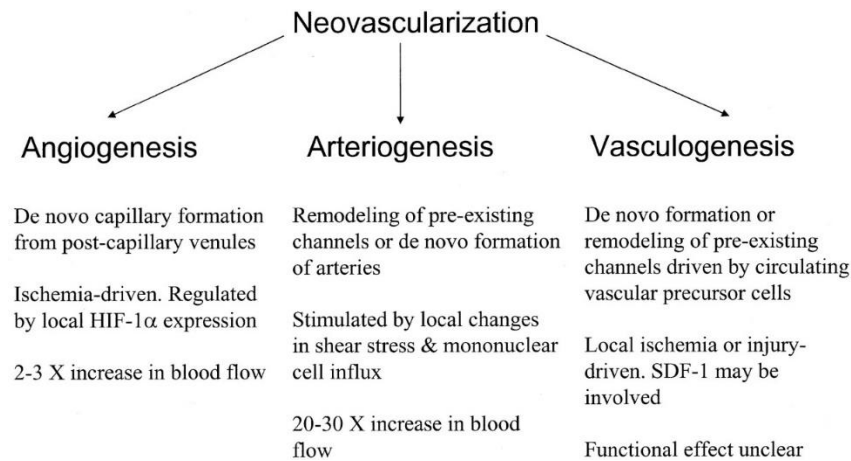 Neovascularization
Angiogenesis
De novo capillary formation
from post-capillary venules
Ischemia-driven. Regulated
by local HIF-1α expression
2-3 X increase in blood flow
Arteriogenesis
Remodeling of pre-existing
channels or de novo formation
of arteries
Stimulated by local changes
in shear stress & mononuclear
cell influx
20-30 X increase in blood
flow
Vasculogenesis
De novo formation or
remodeling of pre-existing
channels driven by circulating
vascular precursor cells
Local ischemia or injury-
driven. SDF-1 may be
involved
Functional effect unclear